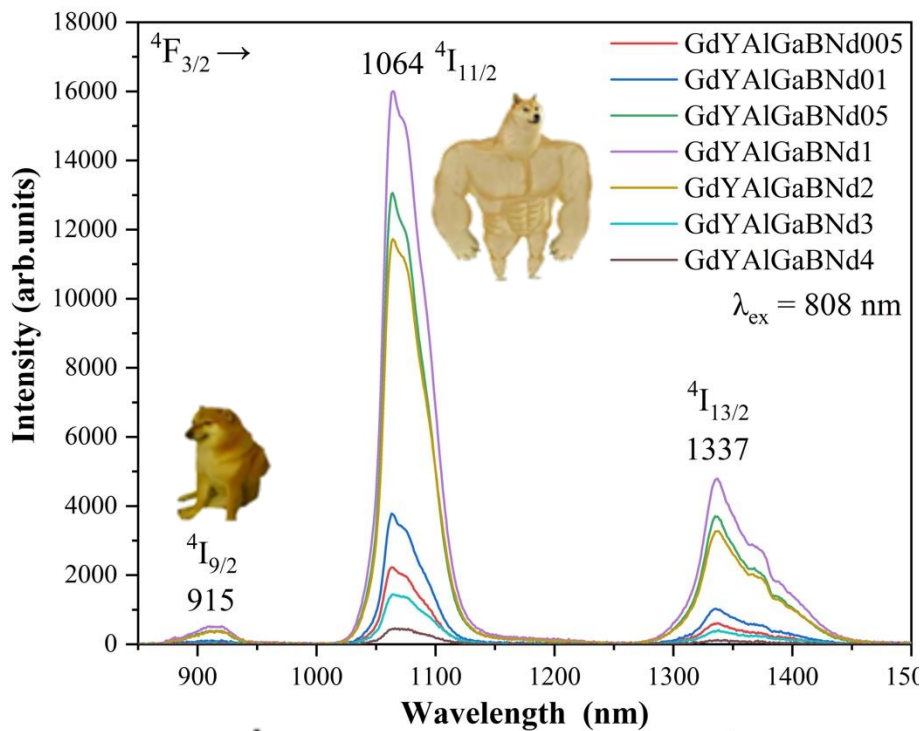 18000
16000
14000
12000
10000
8000
6000
4000
2000
0
Intensity (arb.units)
⁴F₃/₂ →
1064 ⁴I₁₁/₂
GdYAlGaBNd005
GdYAlGaBNd01
GdYAlGaBNd05
GdYAlGaBNd1
GdYAlGaBNd2
GdYAlGaBNd3
GdYAlGaBNd4
λex = 808 nm
⁴I₁₃/₂
1337
⁴I₉/₂
915
900 1000 1100 1200 1300 1400 1500
Wavelength (nm)